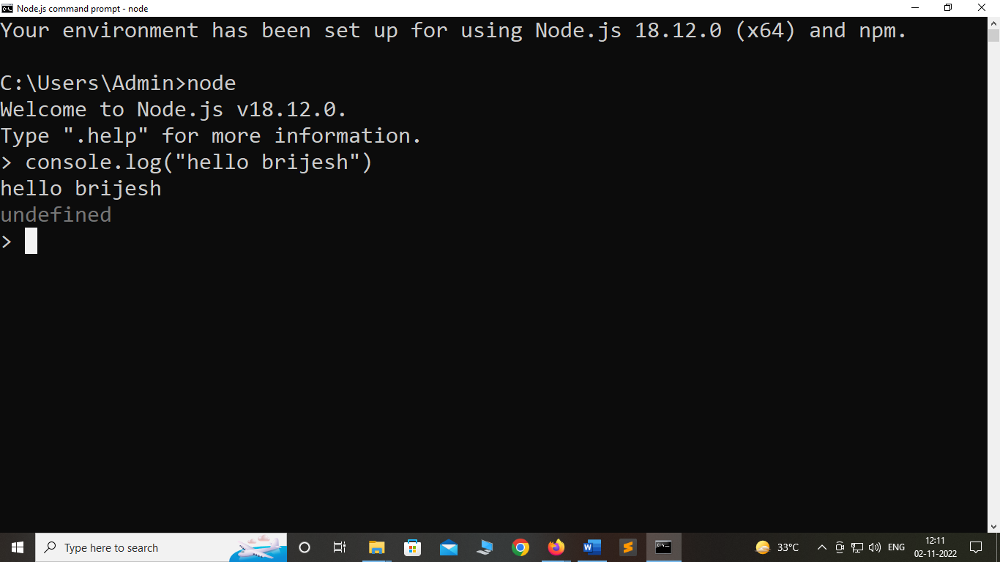 Node.js command prompt - node
Your environment has been set up for using Node.js 18.12.0 (x64) and npm.
C:\Users\Admin>node
Welcome to Node.js v18.12.0.
Type ".help" for more information.
> console.log("hello brijesh")
hello brijesh
undefined
>
Type here to search
33°C
ENG
12:11
02-11-2022